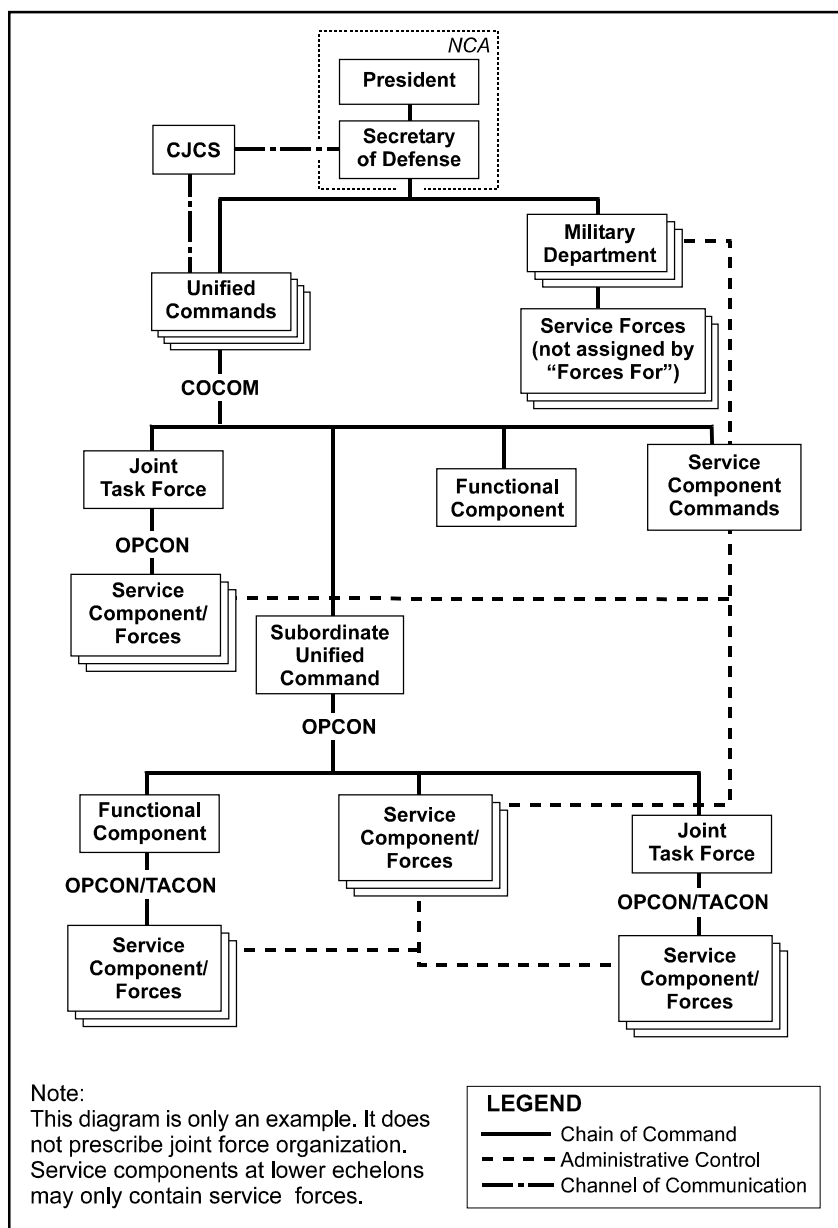 NCA
President
Secretary
of Defense
CJCS
Military
Department
Unified
Commands
Service Forces
(not assigned by
“Forces For”)
COCOM
Joint
Task Force
Functional
Component
Service
Component
Commands
OPCON
Service
Component/
Forces
Subordinate
Unified
Command
OPCON
Functional
Component
Service
Component/
Forces
Joint
Task Force
OPCON/TACON
OPCON/TACON
Service
Component/
Forces
Service
Component/
Forces
Note:
This diagram is only an example. It does
not prescribe joint force organization.
Service components at lower echelons
may only contain service forces.
LEGEND
Chain of Command
Administrative Control
Channel of Communication